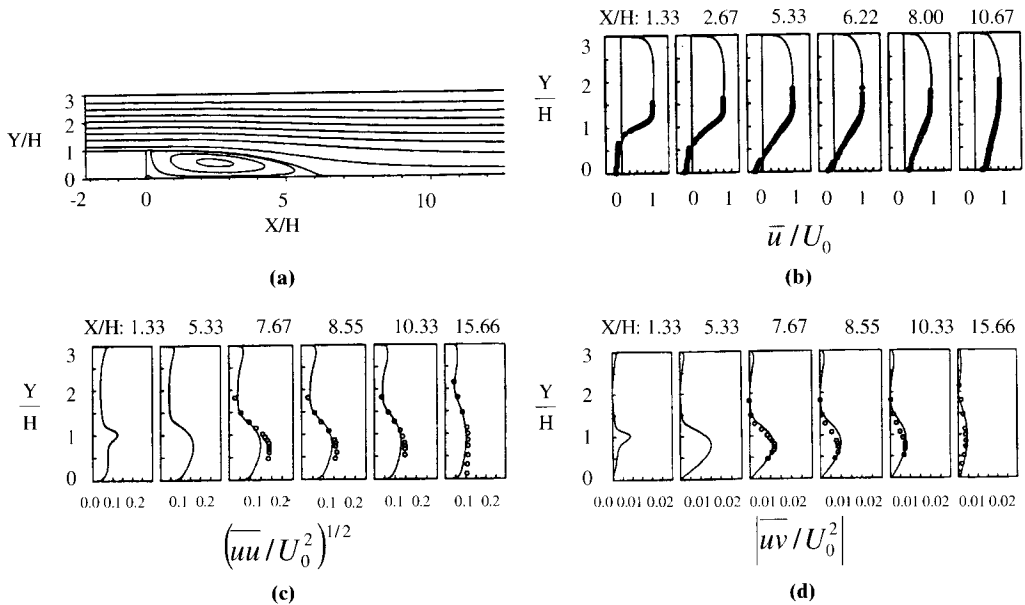 3
2
Y/H
1
0
-2 0 5 10
X/H
(a)
X/H: 1.33 2.67 5.33 6.22 8.00 10.67
3
Y
H
2
1
0
0 1 0 1 0 1 0 1 0 1 0 1
u̅ / U₀
(b)
X/H: 1.33 5.33 7.67 8.55 10.33 15.66
3
Y
H
2
1
0
0.0 0.1 0.2 0.1 0.2 0.1 0.2 0.1 0.2 0.1 0.2 0.1 0.2
(u̅u̅ / U₀²)^1/2
(c)
X/H: 1.33 5.33 7.67 8.55 10.33 15.66
3
Y
H
2
1
0
0.0 0.01 0.02 0.01 0.02 0.01 0.02 0.01 0.02 0.01 0.02 0.01 0.02
|u̅v̅ / U₀²|
(d)